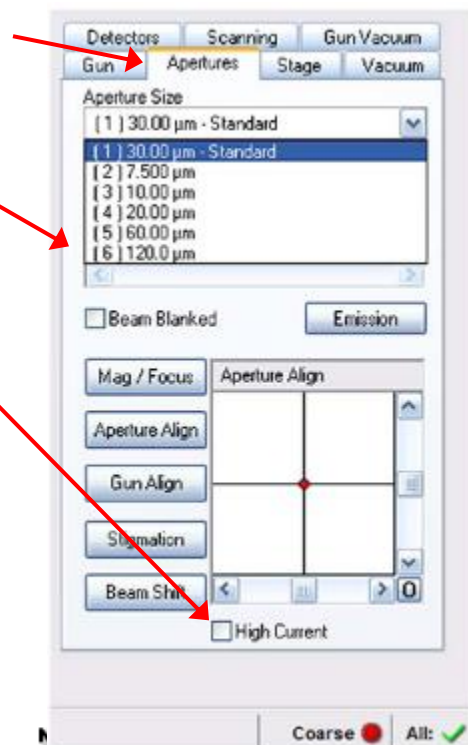 Detectors Scanning Gun Vacuum
Gun Apertures Stage Vacuum
Aperture Size
[ 1 ] 30.00 µm - Standard
[ 1 ] 30.00 µm - Standard
[ 2 ] 7.500 µm
[ 3 ] 10.00 µm
[ 4 ] 20.00 µm
[ 5 ] 60.00 µm
[ 6 ] 120.0 µm
Beam Blanked Emission
Mag / Focus Aperture Align
Aperture Align
Gun Align
Stigmation
Beam Shift 0
High Current
N Coarse All: